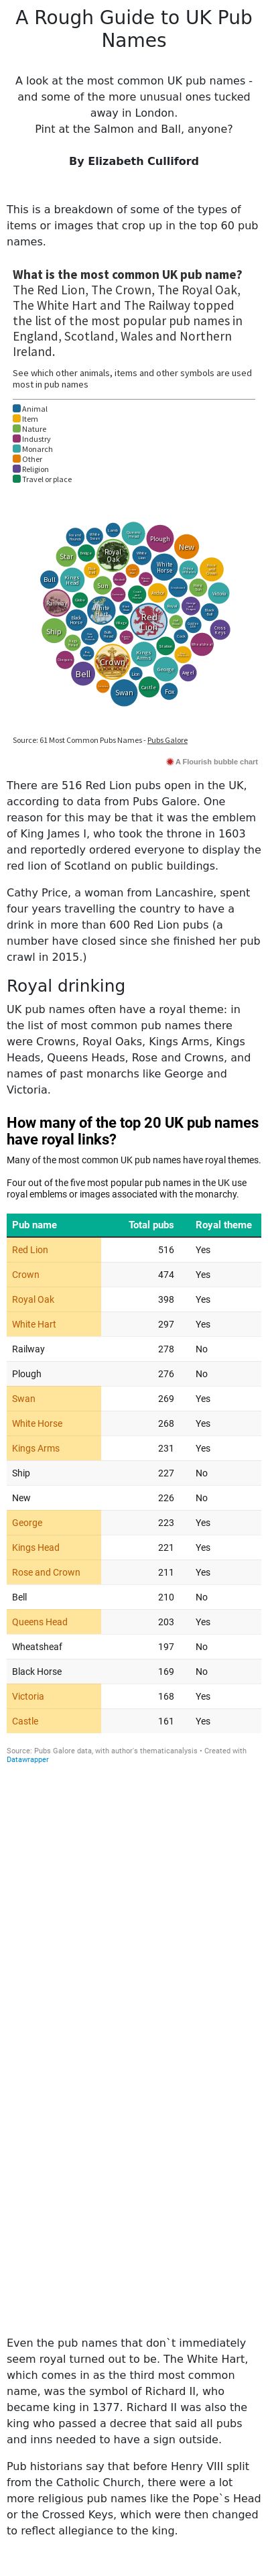 A Rough Guide to UK Pub
Names
A look at the most common UK pub names -
and some of the more unusual ones tucked
away in London.
Pint at the Salmon and Ball, anyone?
By Elizabeth Culliford
This is a breakdown of some of the types of
items or images that crop up in the top 60 pub
names.
What is the most common UK pub name?
The Red Lion, The Crown, The Royal Oak,
The White Hart and The Railway topped
the list of the most popular pub names in
England, Scotland, Wales and Northern
Ireland.
See which other animals, items and other symbols are used
most in pub names
Animal
Item
Nature
Industry
Monarch
Other
Religion
Travel or place
Plough
Royal
Oak
New
Star
White
Horse
Bull
Kings
Head
Sun
Railway
White
Hart
Red
Lion
Ship
Black
Horse
Kings
Arms
Crown
George
Bell
Swan
Castle
Fox
Angel
Victoria
Cross
Keys
Lion
Source: 61 Most Common Pubs Names - Pubs Galore
A Flourish bubble chart
There are 516 Red Lion pubs open in the UK,
according to data from Pubs Galore. One
reason for this may be that it was the emblem
of King James I, who took the throne in 1603
and reportedly ordered everyone to display the
red lion of Scotland on public buildings.
Cathy Price, a woman from Lancashire, spent
four years travelling the country to have a
drink in more than 600 Red Lion pubs (a
number have closed since she finished her pub
crawl in 2015.)
Royal drinking
UK pub names often have a royal theme: in
the list of most common pub names there
were Crowns, Royal Oaks, Kings Arms, Kings
Heads, Queens Heads, Rose and Crowns, and
names of past monarchs like George and
Victoria.
How many of the top 20 UK pub names
have royal links?
Many of the most common UK pub names have royal themes.
Four out of the five most popular pub names in the UK use
royal emblems or images associated with the monarchy.
Pub name Total pubs Royal theme
Red Lion 516 Yes
Crown 474 Yes
Royal Oak 398 Yes
White Hart 297 Yes
Railway 278 No
Plough 276 No
Swan 269 Yes
White Horse 268 Yes
Kings Arms 231 Yes
Ship 227 No
New 226 No
George 223 Yes
Kings Head 221 Yes
Rose and Crown 211 Yes
Bell 210 No
Queens Head 203 Yes
Wheatsheaf 197 No
Black Horse 169 No
Victoria 168 Yes
Castle 161 Yes
Source: Pubs Galore data, with author's thematicanalysis • Created with
Datawrapper
Even the pub names that don`t immediately
seem royal turned out to be. The White Hart,
which comes in as the third most common
name, was the symbol of Richard II, who
became king in 1377. Richard II was also the
king who passed a decree that said all pubs
and inns needed to have a sign outside.
Pub historians say that before Henry VIII split
from the Catholic Church, there were a lot
more religious pub names like the Pope`s Head
or the Crossed Keys, which were then changed
to reflect allegiance to the king.